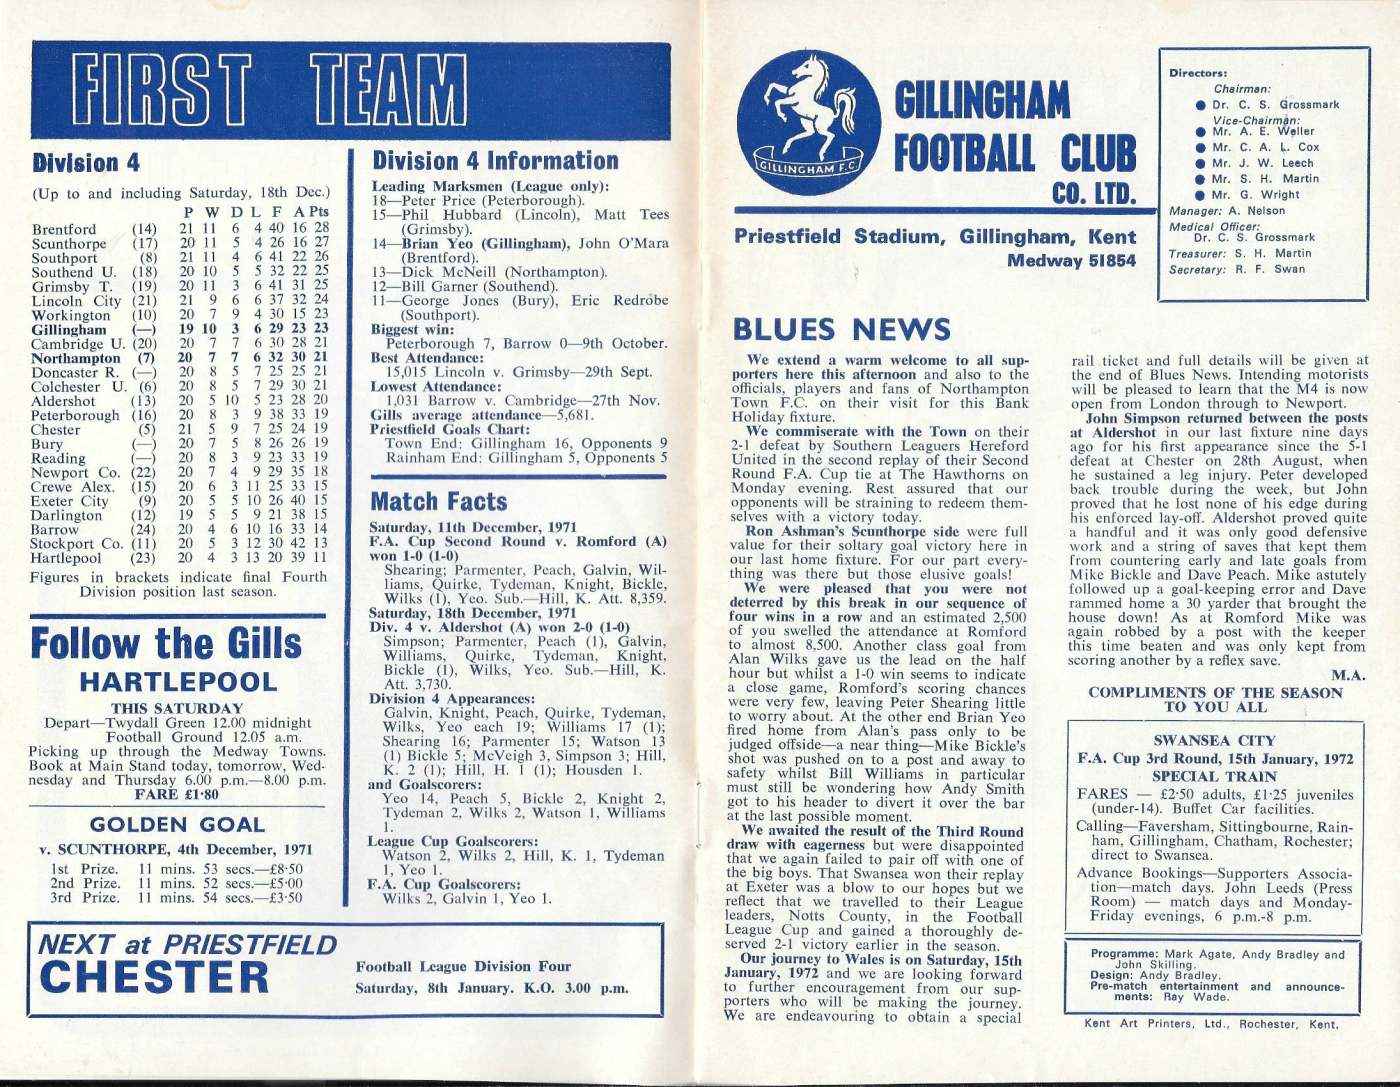 FIRST TEAM
Division 4
(Up to and including Saturday, 18th Dec.)
P W D L F A Pts
Brentford (14) 21 11 6 4 40 16 28
Scunthorpe (17) 20 11 5 4 26 16 27
Southport (8) 21 11 4 6 41 22 26
Southend U. (18) 20 10 5 5 32 22 25
Grimsby T. (19) 20 11 3 6 41 31 25
Lincoln City (21) 21 9 6 6 37 32 24
Workington (10) 20 7 9 4 30 15 23
Gillingham (—) 19 10 3 6 29 23 23
Cambridge U. (20) 20 7 7 6 30 28 21
Northampton (7) 20 7 7 6 32 30 21
Doncaster R. (—) 20 8 5 7 25 25 21
Colchester U. (6) 20 8 5 7 29 30 21
Aldershot (13) 20 5 10 5 23 28 20
Peterborough (16) 20 8 3 9 38 33 19
Chester (5) 21 5 9 7 25 24 19
Bury (—) 20 7 5 8 26 26 19
Reading (—) 20 8 3 9 23 33 19
Newport Co. (22) 20 7 4 9 29 35 18
Crewe Alex. (15) 20 6 3 11 25 33 15
Exeter City (9) 20 5 5 10 26 40 15
Darlington (12) 19 5 5 9 21 38 15
Barrow (24) 20 4 6 10 16 33 14
Stockport Co. (11) 20 5 3 12 30 42 13
Hartlepool (23) 20 4 3 13 20 39 11
Figures in brackets indicate final Fourth
Division position last season.
Follow the Gills
HARTLEPOOL
THIS SATURDAY
Depart—Twydall Green 12.00 midnight
Football Ground 12.05 a.m.
Picking up through the Medway Towns.
Book at Main Stand today, tomorrow, Wed-
nesday and Thursday 6.00 p.m.—8.00 p.m.
FARE £1·80
GOLDEN GOAL
v. SCUNTHORPE, 4th December, 1971
1st Prize. 11 mins. 53 secs.—£8·50
2nd Prize. 11 mins. 52 secs.—£5·00
3rd Prize. 11 mins. 54 secs.—£3·50
Division 4 Information
Leading Marksmen (League only):
18—Peter Price (Peterborough).
15—Phil Hubbard (Lincoln), Matt Tees
(Grimsby).
14—Brian Yeo (Gillingham), John O'Mara
(Brentford).
13—Dick McNeill (Northampton).
12—Bill Garner (Southend).
11—George Jones (Bury), Eric Redrobe
(Southport).
Biggest win:
Peterborough 7, Barrow 0—9th October.
Best Attendance:
15,015 Lincoln v. Grimsby—29th Sept.
Lowest Attendance:
1,031 Barrow v. Cambridge—27th Nov.
Gills average attendance—5,681.
Priestfield Goals Chart:
Town End: Gillingham 16, Opponents 9
Rainham End: Gillingham 5, Opponents 5
Match Facts
Saturday, 11th December, 1971
F.A. Cup Second Round v. Romford (A)
won 1-0 (1-0)
Shearing; Parmenter, Peach, Galvin, Wil-
liams, Quirke, Tydeman, Knight, Bickle,
Wilks (1), Yeo. Sub.—Hill, K. Att. 8,359.
Saturday, 18th December, 1971
Div. 4 v. Aldershot (A) won 2-0 (1-0)
Simpson; Parmenter, Peach (1), Galvin,
Williams, Quirke, Tydeman, Knight,
Bickle (1), Wilks, Yeo. Sub.—Hill, K.
Att. 3,730.
Division 4 Appearances:
Galvin, Knight, Peach, Quirke, Tydeman,
Wilks, Yeo each 19; Williams 17 (1);
Shearing 16; Parmenter 15; Watson 13
(1) Bickle 5; McVeigh 3, Simpson 3; Hill,
K. 2 (1); Hill, H. 1 (1); Housden 1.
and Goalscorers:
Yeo 14, Peach 5, Bickle 2, Knight 2,
Tydeman 2, Wilks 2, Watson 1, Williams
1.
League Cup Goalscorers:
Watson 2, Wilks 2, Hill, K. 1, Tydeman
1, Yeo 1.
F.A. Cup Goalscorers:
Wilks 2, Galvin 1, Yeo 1.
NEXT at PRIESTFIELD
CHESTER
Football League Division Four
Saturday, 8th January. K.O. 3.00 p.m.
GILLINGHAM F.C.
GILLINGHAM
FOOTBALL CLUB
CO. LTD.
Priestfield Stadium, Gillingham, Kent
Medway 51854
Directors:
Chairman:
● Dr. C. S. Grossmark
Vice-Chairman:
● Mr. A. E. Weller
● Mr. C. A. L. Cox
● Mr. J. W. Leech
● Mr. S. H. Martin
● Mr. G. Wright
Manager: A. Nelson
Medical Officer:
Dr. C. S. Grossmark
Treasurer: S. H. Martin
Secretary: R. F. Swan
BLUES NEWS
We extend a warm welcome to all sup-
porters here this afternoon and also to the
officials, players and fans of Northampton
Town F.C. on their visit for this Bank
Holiday fixture.
We commiserate with the Town on their
2-1 defeat by Southern Leaguers Hereford
United in the second replay of their Second
Round F.A. Cup tie at The Hawthorns on
Monday evening. Rest assured that our
opponents will be straining to redeem them-
selves with a victory today.
Ron Ashman's Scunthorpe side were full
value for their soltary goal victory here in
our last home fixture. For our part every-
thing was there but those elusive goals!
We were pleased that you were not
deterred by this break in our sequence of
four wins in a row and an estimated 2,500
of you swelled the attendance at Romford
to almost 8,500. Another class goal from
Alan Wilks gave us the lead on the half
hour but whilst a 1-0 win seems to indicate
a close game, Romford's scoring chances
were very few, leaving Peter Shearing little
to worry about. At the other end Brian Yeo
fired home from Alan's pass only to be
judged offside—a near thing—Mike Bickle's
shot was pushed on to a post and away to
safety whilst Bill Williams in particular
must still be wondering how Andy Smith
got to his header to divert it over the bar
at the last possible moment.
We awaited the result of the Third Round
draw with eagerness but were disappointed
that we again failed to pair off with one of
the big boys. That Swansea won their replay
at Exeter was a blow to our hopes but we
reflect that we travelled to their League
leaders, Notts County, in the Football
League Cup and gained a thoroughly de-
served 2-1 victory earlier in the season.
Our journey to Wales is on Saturday, 15th
January, 1972 and we are looking forward
to further encouragement from our sup-
porters who will be making the journey.
We are endeavouring to obtain a special
rail ticket and full details will be given at
the end of Blues News. Intending motorists
will be pleased to learn that the M4 is now
open from London through to Newport.
John Simpson returned between the posts
at Aldershot in our last fixture nine days
ago for his first appearance since the 5-1
defeat at Chester on 28th August, when
he sustained a leg injury. Peter developed
back trouble during the week, but John
proved that he lost none of his edge during
his enforced lay-off. Aldershot proved quite
a handful and it was only good defensive
work and a string of saves that kept them
from countering early and late goals from
Mike Bickle and Dave Peach. Mike astutely
followed up a goal-keeping error and Dave
rammed home a 30 yarder that brought the
house down! As at Romford Mike was
again robbed by a post with the keeper
this time beaten and was only kept from
scoring another by a reflex save.
M.A.
COMPLIMENTS OF THE SEASON
TO YOU ALL
SWANSEA CITY
F.A. Cup 3rd Round, 15th January, 1972
SPECIAL TRAIN
FARES — £2·50 adults, £1·25 juveniles
(under-14). Buffet Car facilities.
Calling—Faversham, Sittingbourne, Rain-
ham, Gillingham, Chatham, Rochester;
direct to Swansea.
Advance Bookings—Supporters Associa-
tion—match days. John Leeds (Press
Room) — match days and Monday-
Friday evenings, 6 p.m.-8 p.m.
Programme: Mark Agate, Andy Bradley and
John Skilling.
Design: Andy Bradley.
Pre-match entertainment and announce-
ments: Ray Wade.
Kent Art Printers, Ltd., Rochester, Kent.